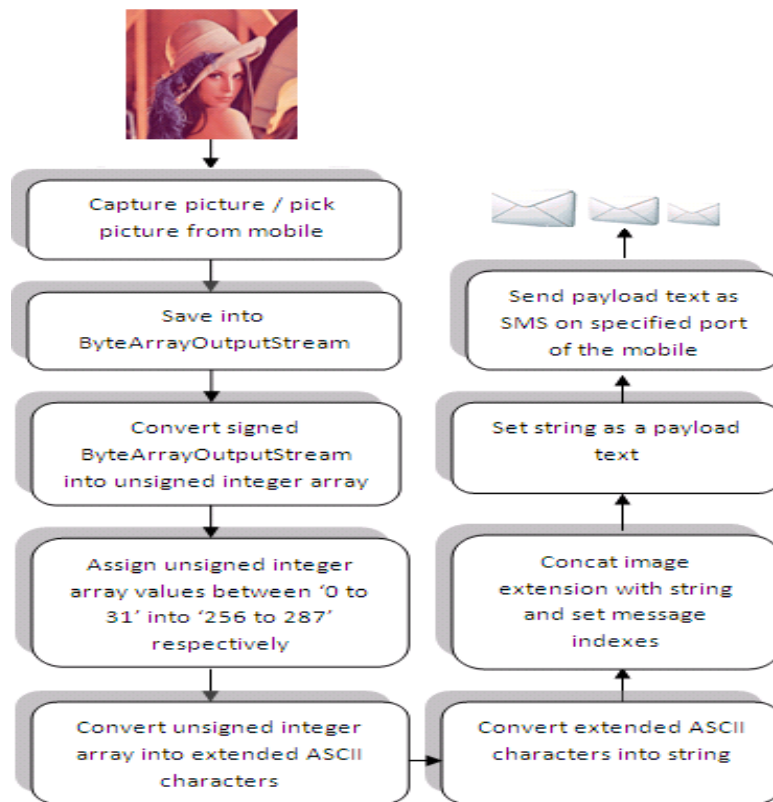 Capture picture / pick
picture from mobile
Save into
ByteArrayOutputStream
Convert signed
ByteArrayOutputStream
into unsigned integer array
Assign unsigned integer
array values between ‘0 to
31’ into ‘256 to 287’
respectively
Convert unsigned integer
array into extended ASCII
characters
Convert extended ASCII
characters into string
Concat image
extension with string
and set message
indexes
Set string as a payload
text
Send payload text as
SMS on specified port
of the mobile